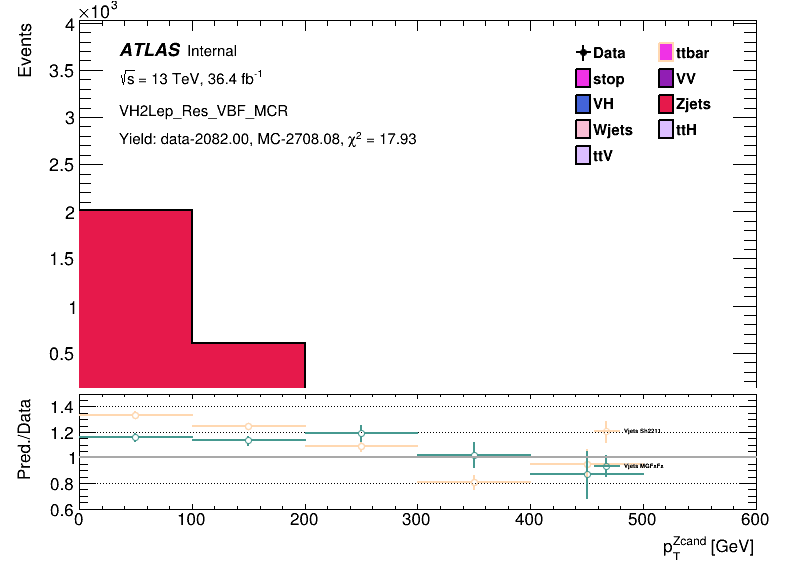 ×10³
Events
4
3.5
3
2.5
2
1.5
1
0.5
ATLAS Internal
√s = 13 TeV, 36.4 fb⁻¹
VH2Lep_Res_VBF_MCR
Yield: data-2082.00, MC-2708.08, χ² = 17.93
Data ttbar
stop VV
VH Zjets
Wjets ttH
ttV
Pred./Data
1.4
1.2
1
0.8
0.6
Vjets Sh2211
Vjets MGFxFx
0 100 200 300 400 500 600
p_T^Zcand [GeV]